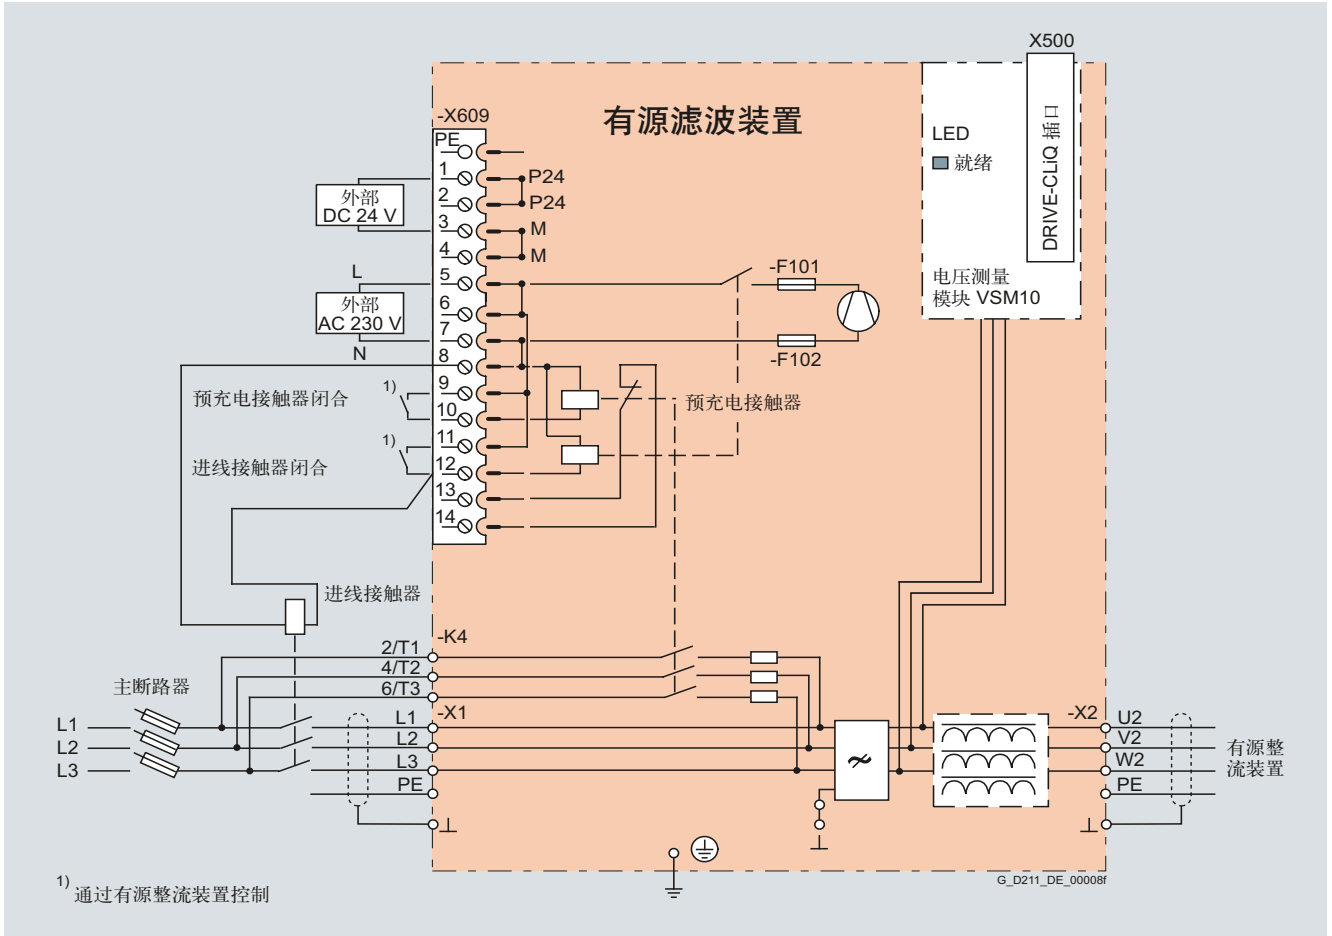 X500
-X609
有源滤波装置
PE
LED
就绪
DRIVE-CLiQ 插口
1
P24
外部
DC 24 V
2
P24
3
M
4
M
L
5
-F101
电压测量
模块 VSM10
外部
AC 230 V
6
7
N
8
-F102
预充电接触器闭合
1)
9
10
预充电接触器
进线接触器闭合
1)
11
12
13
14
进线接触器
-K4
2/T1
4/T2
6/T3
主断路器
-X1
-X2
L1
L1
U2
L2
L2
V2
L3
L3
W2
有源整
流装置
PE
PE
~
G_D211_DE_00008f
1) 通过有源整流装置控制